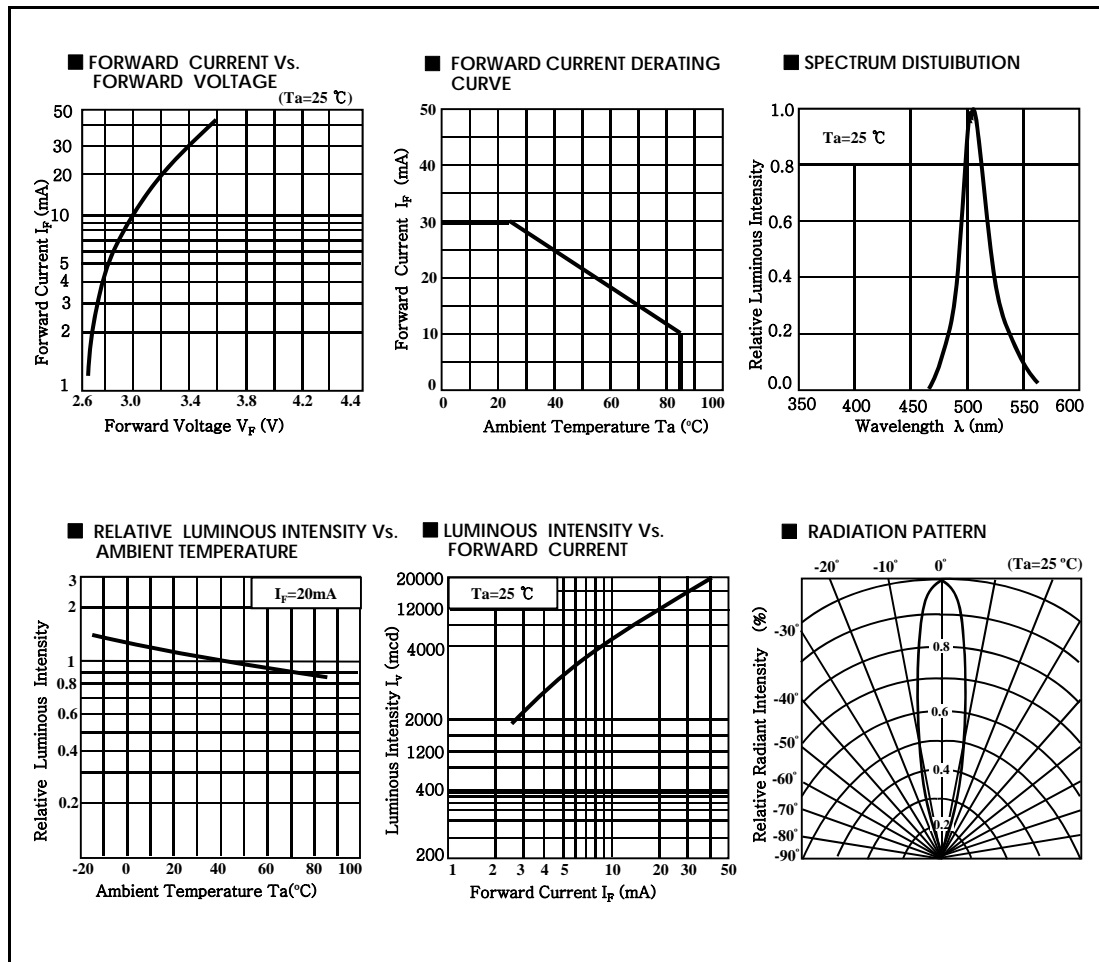 ■ FORWARD CURRENT Vs.
FORWARD VOLTAGE
(Ta=25 ℃)
50
30
20
10
5
4
3
2
1
Forward Current I_F (mA)
2.6 3.0 3.4 3.8 4.2 4.4
Forward Voltage V_F (V)
■ FORWARD CURRENT DERATING
CURVE
50
40
30
20
10
0
Forward Current I_F (mA)
0 20 40 60 80 100
Ambient Temperature Ta (°C)
■ SPECTRUM DISTUIBUTION
Ta=25 ℃
1.0
0.8
0.6
0.4
0.2
0.0
Relative Luminous Intensity
350 400 450 500 550 600
Wavelength λ (nm)
■ RELATIVE LUMINOUS INTENSITY Vs.
AMBIENT TEMPERATURE
I_F=20mA
3
2
1
0.8
0.6
0.4
0.2
Relative Luminous Intensity
-20 0 20 40 60 80 100
Ambient Temperature Ta(°C)
■ LUMINOUS INTENSITY Vs.
FORWARD CURRENT
Ta=25 ℃
20000
12000
4000
2000
1200
400
200
Luminous Intensity I_v (mcd)
1 2 3 4 5 10 20 30 50
Forward Current I_F (mA)
■ RADIATION PATTERN
-20° -10° 0° (Ta=25 °C)
-30°
-40°
-50°
-60°
-70°
-80°
-90°
0.8
0.6
0.4
0.2
Relative Radiant Intensity (%)